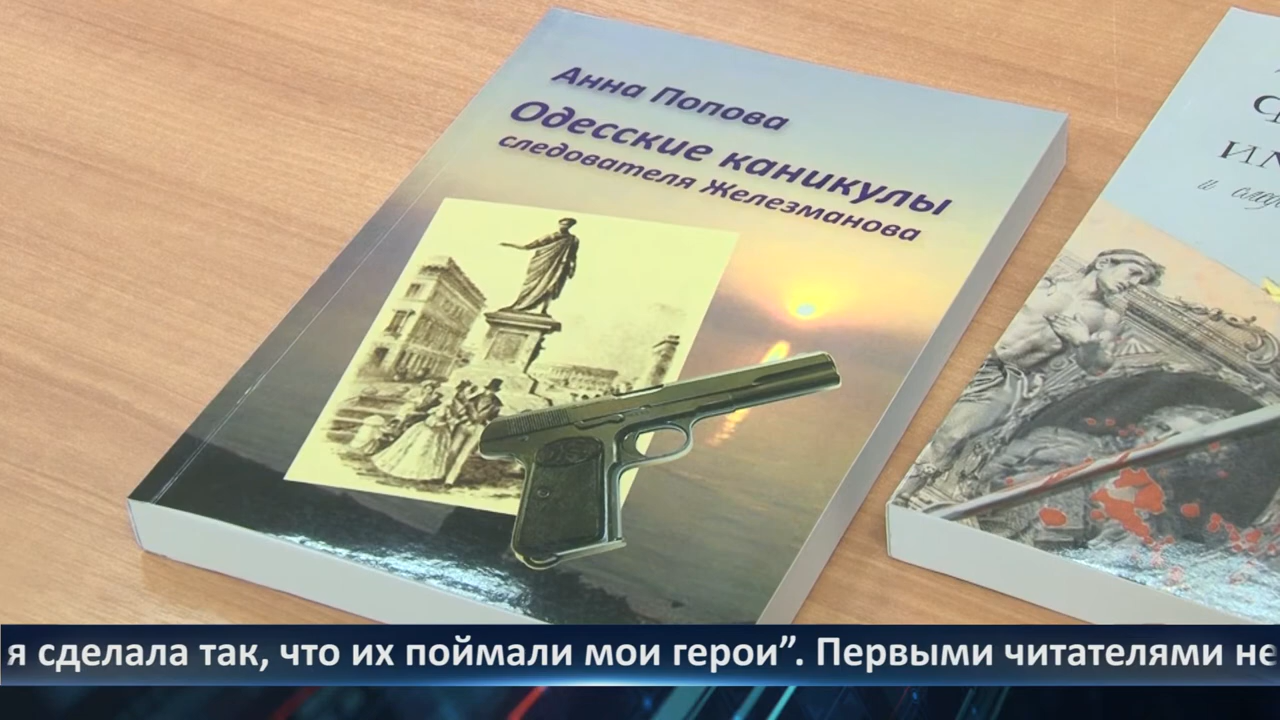 Анна Попова
Одесские каникулы
следователя Железманова
я сделала так, что их поймали мои герои”. Первыми читателями не